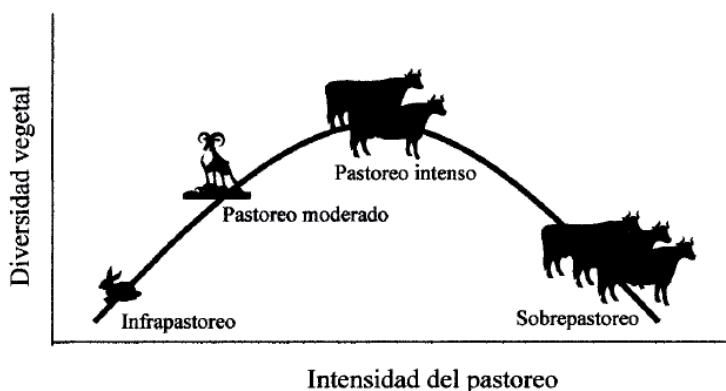 Diversidad vegetal
Pastoreo intenso
Pastoreo moderado
Infrapastoreo
Sobrepastoreo
Intensidad del pastoreo